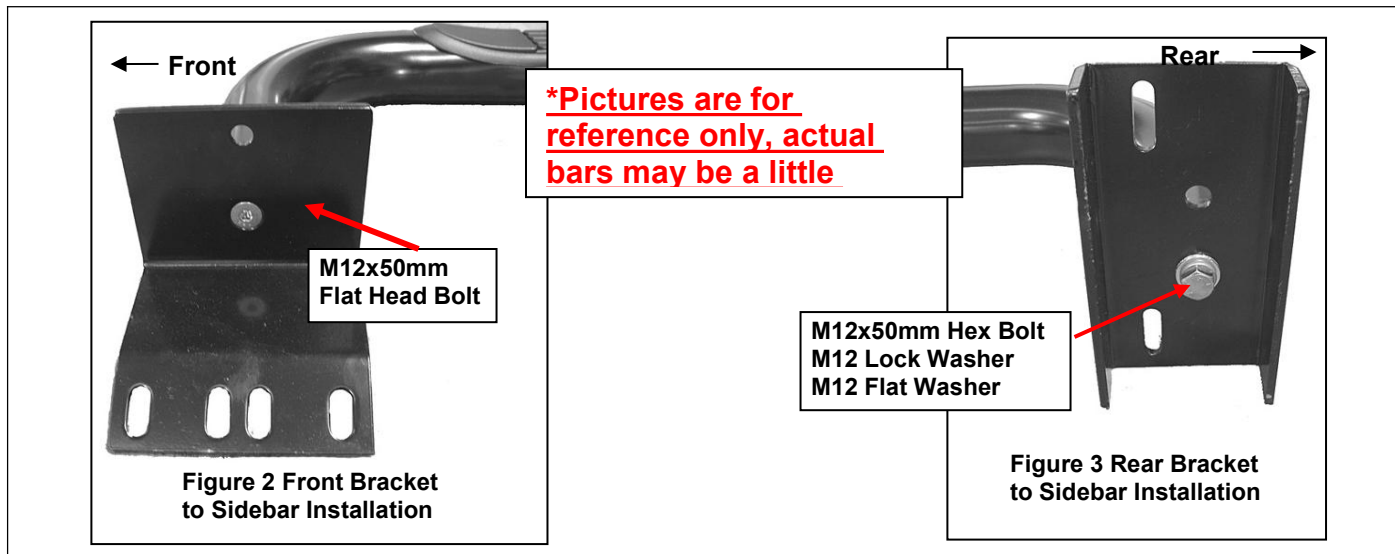 Front
M12x50mm
Flat Head Bolt
Figure 2 Front Bracket
to Sidebar Installation
*Pictures are for
reference only, actual
bars may be a little
Rear
M12x50mm Hex Bolt
M12 Lock Washer
M12 Flat Washer
Figure 3 Rear Bracket
to Sidebar Installation